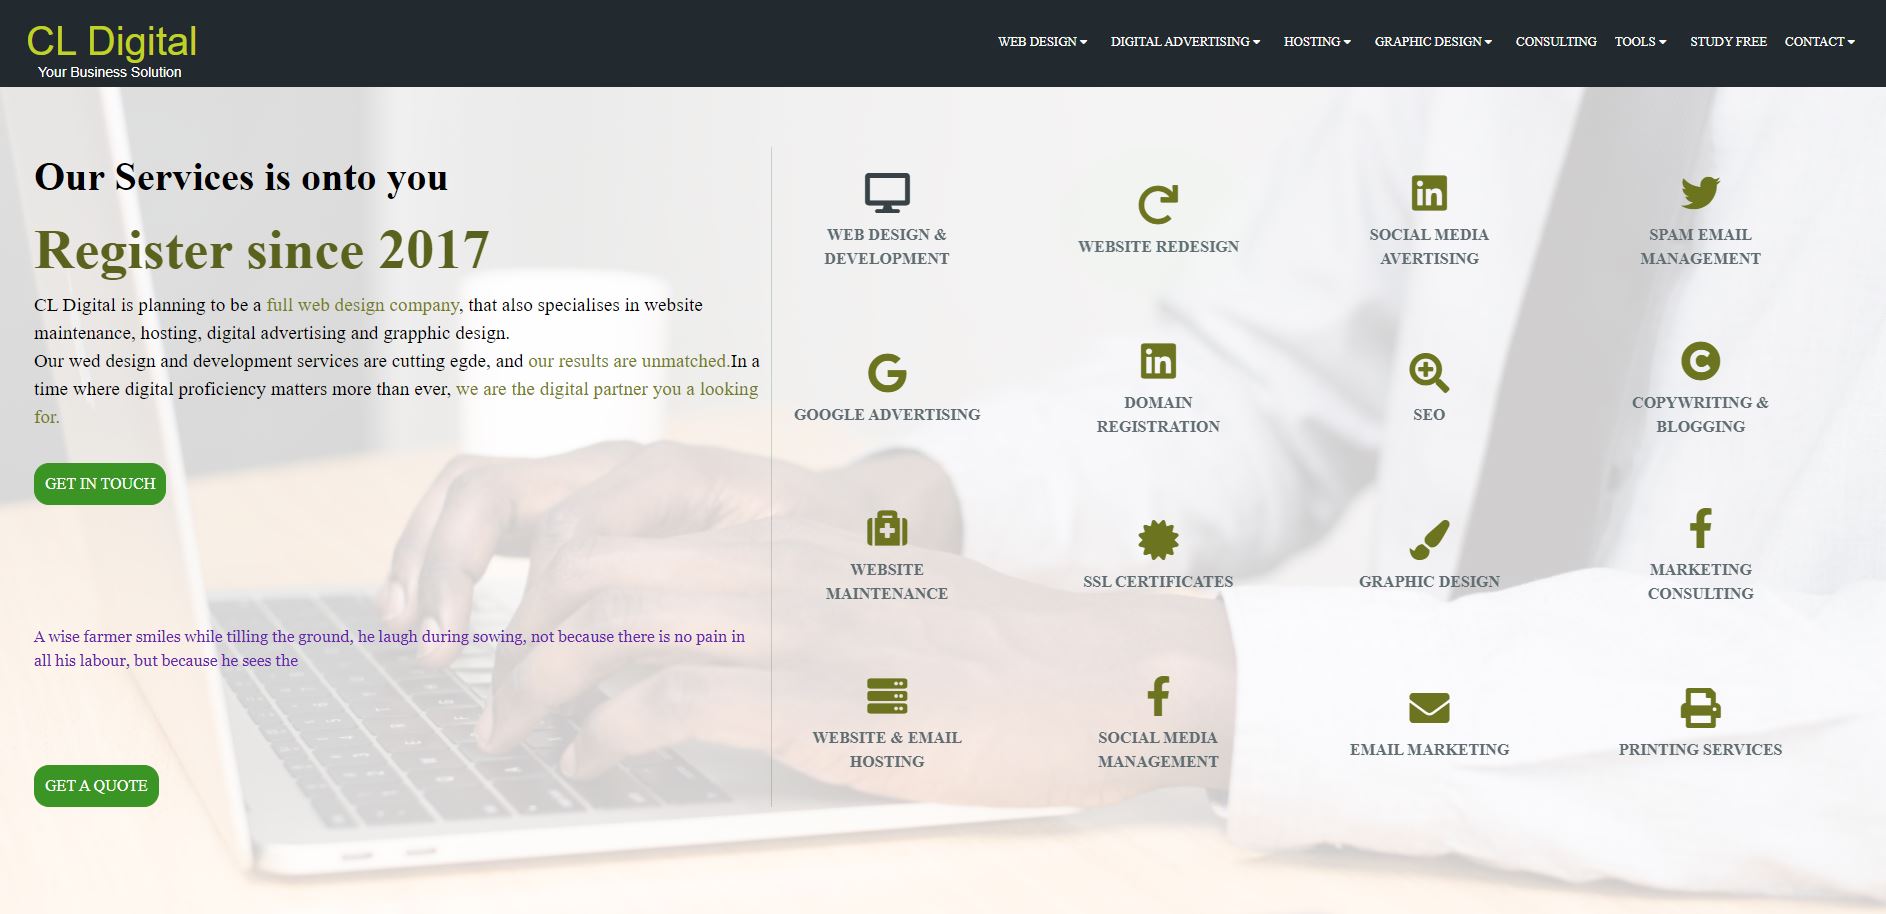 CL Digital
Your Business Solution
WEB DESIGN
DIGITAL ADVERTISING
HOSTING
GRAPHIC DESIGN
CONSULTING
TOOLS
STUDY FREE
CONTACT
Our Services is onto you
Register since 2017
CL Digital is planning to be a full web design company, that also specialises in website
maintenance, hosting, digital advertising and grapphic design.
Our wed design and development services are cutting egde, and our results are unmatched.In a
time where digital proficiency matters more than ever, we are the digital partner you a looking
for.
GET IN TOUCH
A wise farmer smiles while tilling the ground, he laugh during sowing, not because there is no pain in
all his labour, but because he sees the
GET A QUOTE
WEB DESIGN &
DEVELOPMENT
WEBSITE REDESIGN
SOCIAL MEDIA
AVERTISING
SPAM EMAIL
MANAGEMENT
GOOGLE ADVERTISING
DOMAIN
REGISTRATION
SEO
COPYWRITING &
BLOGGING
WEBSITE
MAINTENANCE
SSL CERTIFICATES
GRAPHIC DESIGN
MARKETING
CONSULTING
WEBSITE & EMAIL
HOSTING
SOCIAL MEDIA
MANAGEMENT
EMAIL MARKETING
PRINTING SERVICES